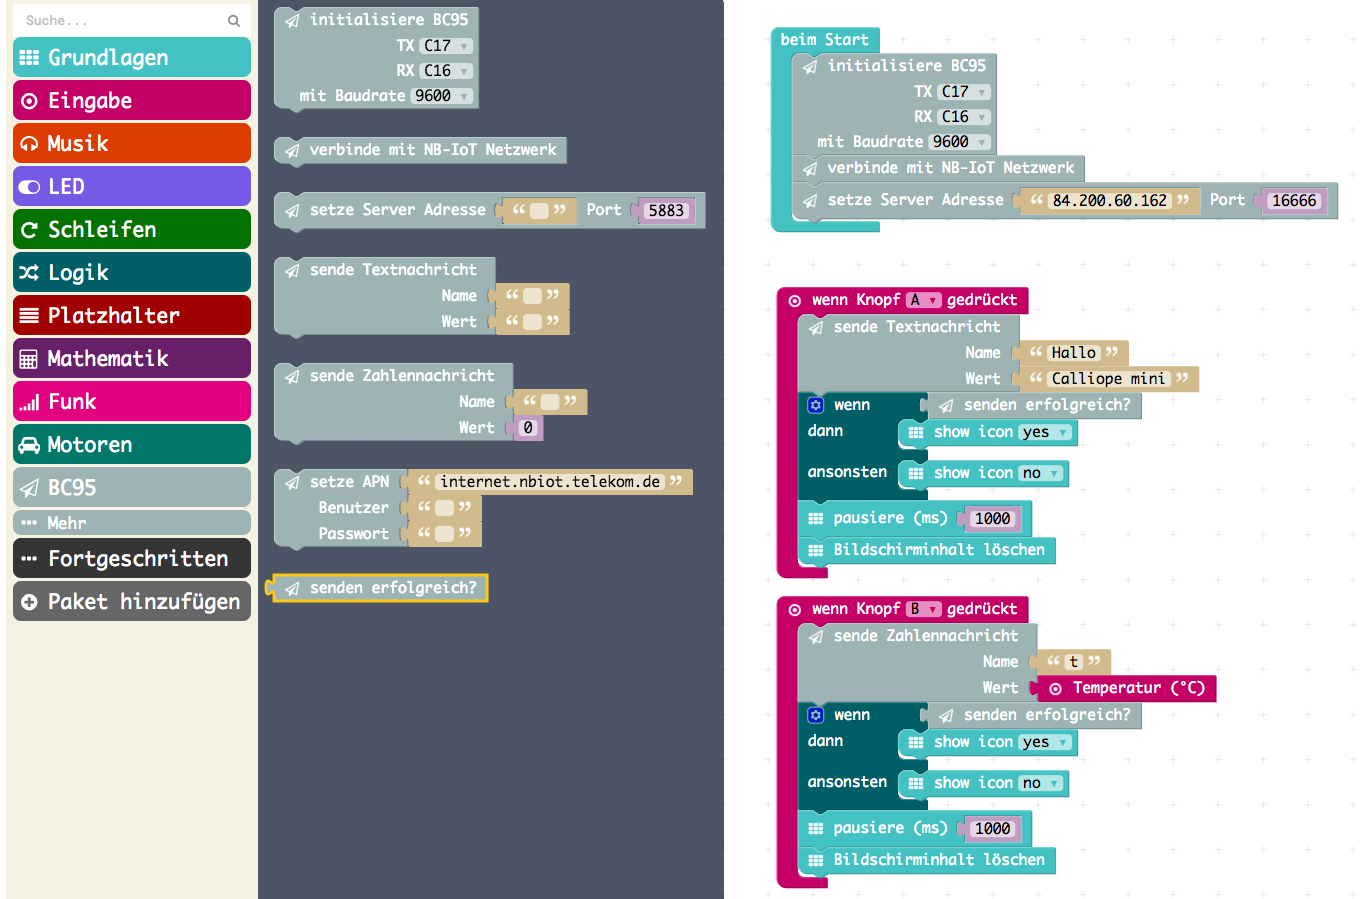 Suche...
Grundlagen
Eingabe
Musik
LED
Schleifen
Logik
Platzhalter
Mathematik
Funk
Motoren
BC95
Mehr
Fortgeschritten
Paket hinzufügen
initialisiere BC95
TX C17
RX C16
mit Baudrate 9600
verbinde mit NB-IoT Netzwerk
setze Server Adresse “ ” Port 5883
sende Textnachricht
Name “ ”
Wert “ ”
sende Zahlennachricht
Name “ ”
Wert 0
setze APN “ internet.nbiot.telekom.de ”
Benutzer “ ”
Passwort “ ”
senden erfolgreich?
beim Start
initialisiere BC95
TX C17
RX C16
mit Baudrate 9600
verbinde mit NB-IoT Netzwerk
setze Server Adresse “ 84.200.60.162 ” Port 16666
wenn Knopf A gedrückt
sende Textnachricht
Name “ Hallo ”
Wert “ Calliope mini ”
wenn senden erfolgreich?
dann show icon yes
ansonsten show icon no
pausiere (ms) 1000
Bildschirminhalt löschen
wenn Knopf B gedrückt
sende Zahlennachricht
Name “ t ”
Wert Temperatur (°C)
wenn senden erfolgreich?
dann show icon yes
ansonsten show icon no
pausiere (ms) 1000
Bildschirminhalt löschen